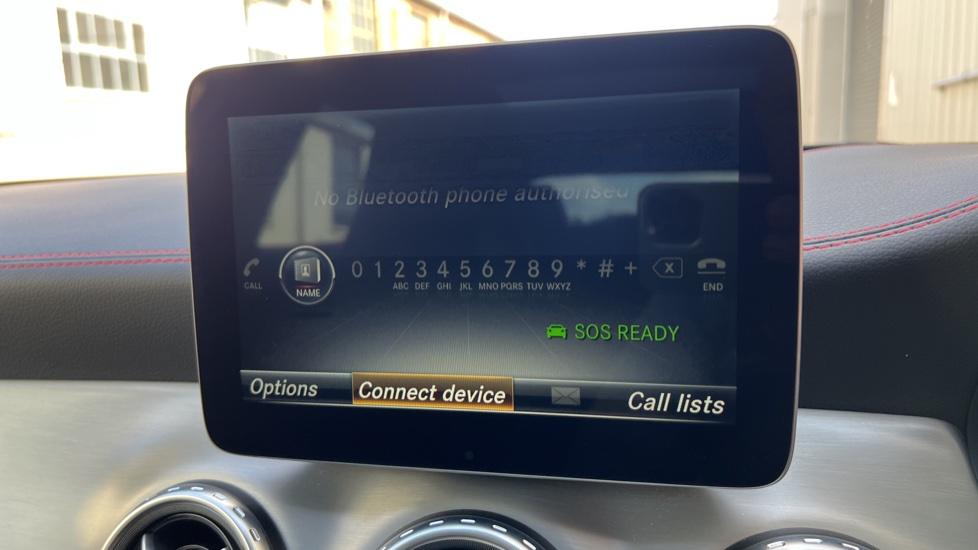 No Bluetooth phone authorised
CALL NAME 0 1 2 3 4 5 6 7 8 9 * # + X END
ABC DEF GHI JKL MNO PQRS TUV WXYZ
SOS READY
Options Connect device Call lists